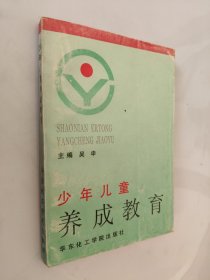 SHAONIAN ERTONG
YANGCHENG JIAOYU
主编 吴申
少年儿童
养成教育
华东化工学院出版社